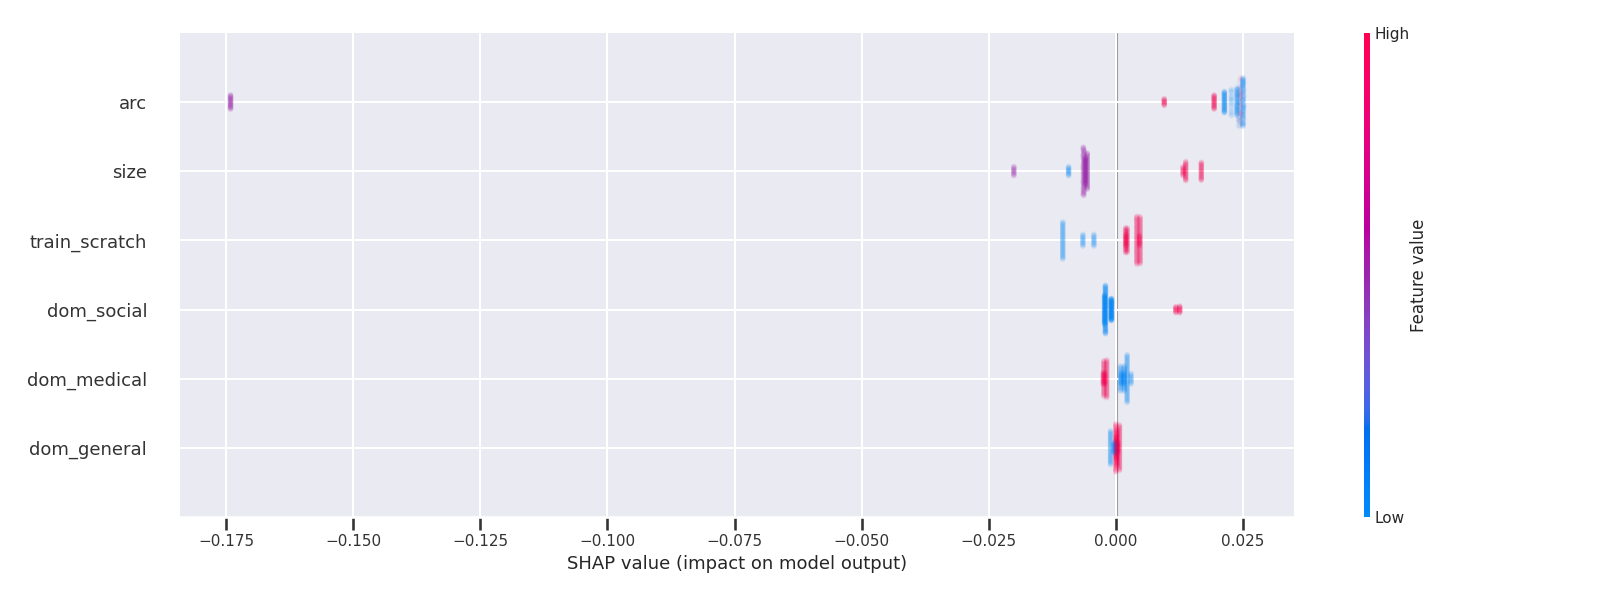 High
arc
size
train_scratch
dom_social
dom_medical
dom_general
Feature value
Low
−0.175 −0.150 −0.125 −0.100 −0.075 −0.050 −0.025 0.000 0.025
SHAP value (impact on model output)